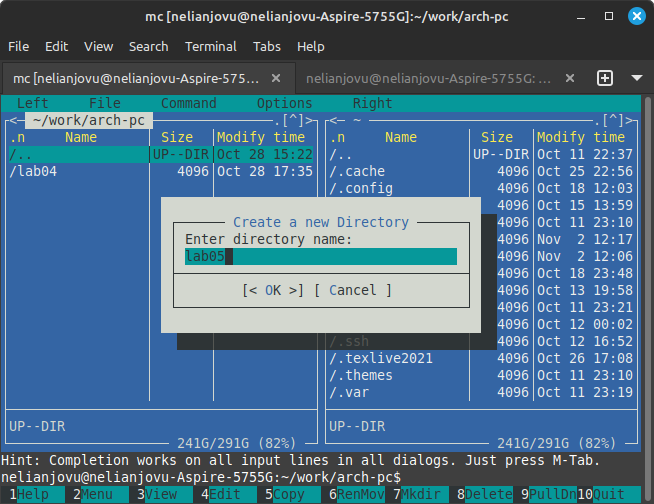 mc [nelianjovu@nelianjovu-Aspire-5755G]:~/work/arch-pc
File Edit View Search Terminal Tabs Help
mc [nelianjovu@nelianjovu-Aspire-575... × nelianjovu@nelianjovu-Aspire-5755G: ... ×
Left File Command Options Right
<─ ~/work/arch-pc .[^]> <─ ~ .[^]>
.n Name Size Modify time .n Name Size Modify time
/.. UP--DIR Oct 28 15:22 /.. UP--DIR Oct 11 22:37
/lab04 4096 Oct 28 17:35 /.cache 4096 Oct 25 22:56
/.config 4096 Oct 18 12:03
4096 Oct 15 13:59
Create a new Directory 4096 Oct 11 23:10
Enter directory name: 4096 Nov 2 12:17
lab05 4096 Nov 2 12:06
4096 Oct 18 23:48
[< OK >] [ Cancel ] 4096 Oct 13 19:58
4096 Oct 11 23:21
4096 Oct 12 00:02
/.ssh 4096 Oct 12 16:52
/.texlive2021 4096 Oct 26 17:08
/.themes 4096 Oct 11 23:10
/.var 4096 Oct 11 23:19
UP--DIR UP--DIR
241G/291G (82%) 241G/291G (82%)
Hint: Completion works on all input lines in all dialogs. Just press M-Tab.
nelianjovu@nelianjovu-Aspire-5755G:~/work/arch-pc$
1Help 2Menu 3View 4Edit 5Copy 6RenMov 7Mkdir 8Delete 9PullDn 10Quit